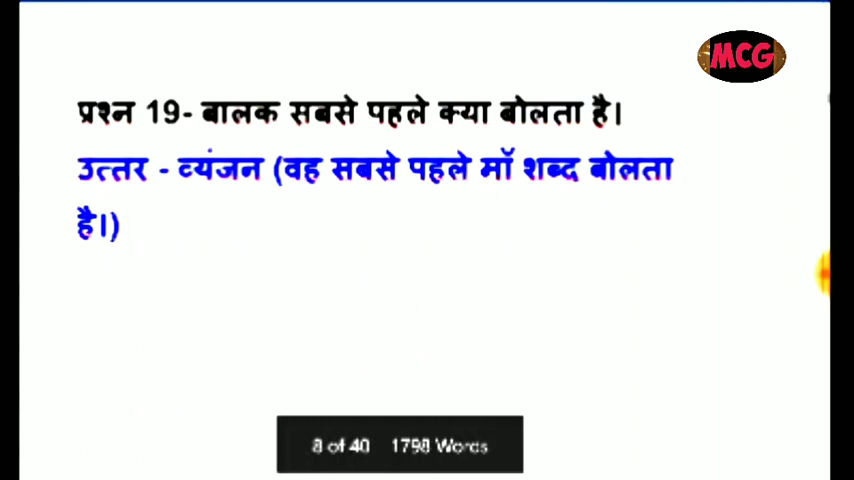 MCG
प्रश्न 19- बालक सबसे पहले क्या बोलता है।
उत्तर - व्यंजन (वह सबसे पहले मॉ शब्द बोलता
है।)
8 of 40 1798 Words